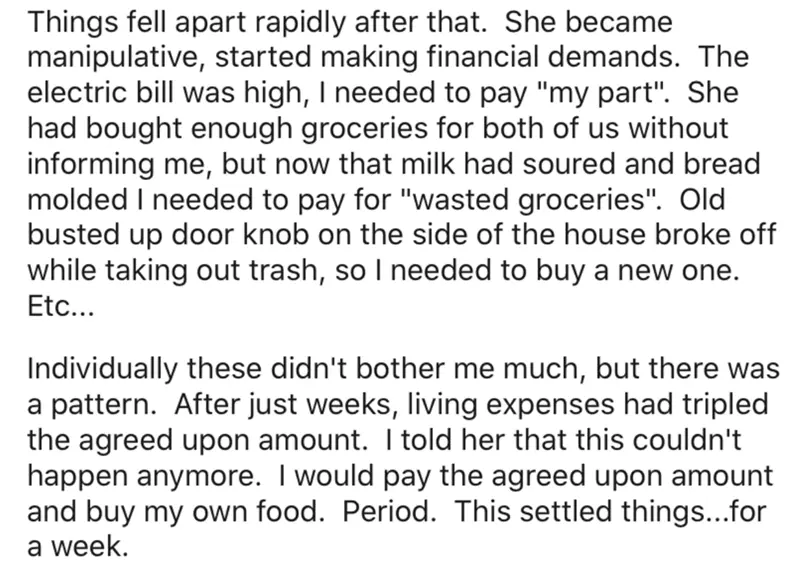 Things fell apart rapidly after that.  She became
manipulative, started making financial demands.  The
electric bill was high, I needed to pay "my part".  She
had bought enough groceries for both of us without
informing me, but now that milk had soured and bread
molded I needed to pay for "wasted groceries".  Old
busted up door knob on the side of the house broke off
while taking out trash, so I needed to buy a new one.
Etc...
Individually these didn't bother me much, but there was
a pattern.  After just weeks, living expenses had tripled
the agreed upon amount.  I told her that this couldn't
happen anymore.  I would pay the agreed upon amount
and buy my own food.  Period.  This settled things...for
a week.